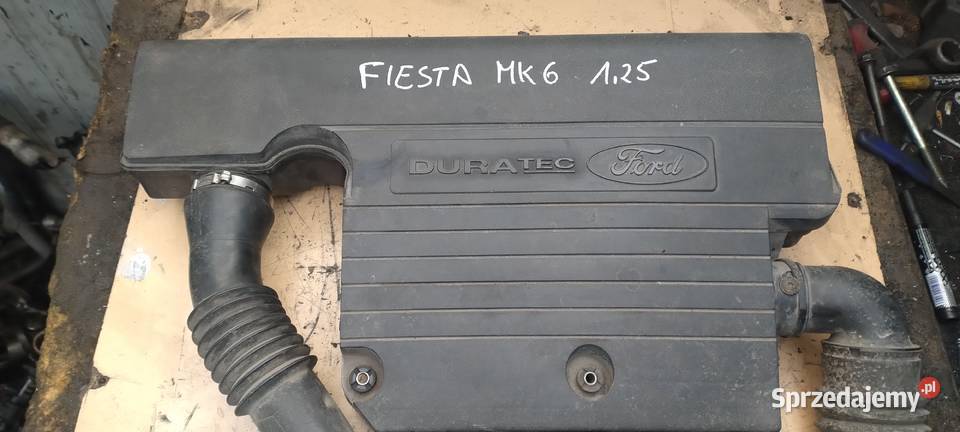 FIESTA MK6 1.25
DURATEC Ford
Sprzedajemy.pl